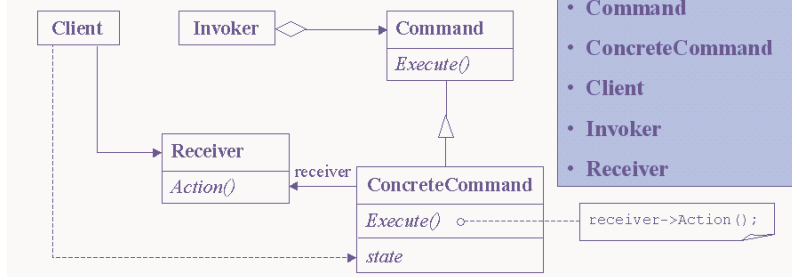 Client
Invoker
Command
Execute()
Receiver
Action()
receiver
ConcreteCommand
Execute()
state
receiver->Action();
• Command
• ConcreteCommand
• Client
• Invoker
• Receiver